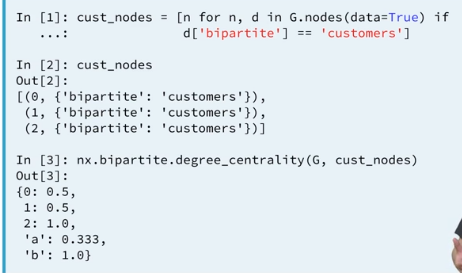 In [1]: cust_nodes = [n for n, d in G.nodes(data=True) if
...: d['bipartite'] == 'customers']
In [2]: cust_nodes
Out[2]:
[(0, {'bipartite': 'customers'}),
(1, {'bipartite': 'customers'}),
(2, {'bipartite': 'customers'})]
In [3]: nx.bipartite.degree_centrality(G, cust_nodes)
Out[3]:
{0: 0.5,
1: 0.5,
2: 1.0,
'a': 0.333,
'b': 1.0}